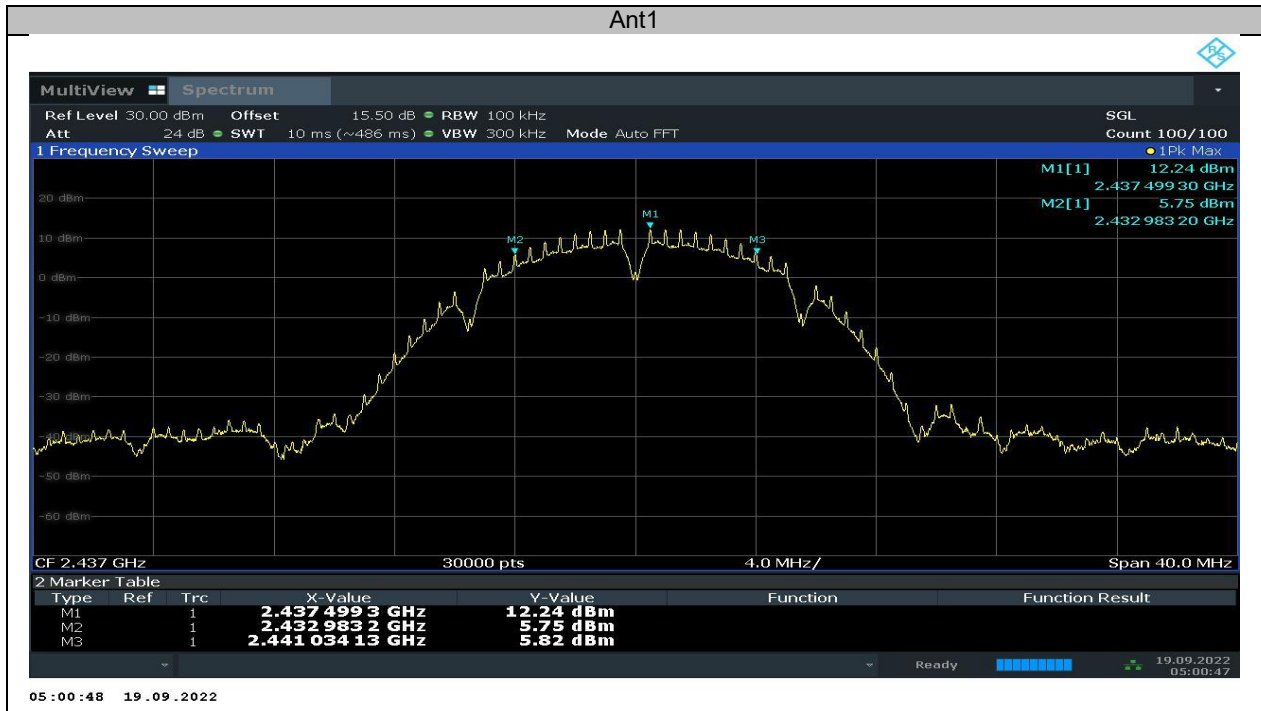 Ant1
R/S
MultiView Spectrum
Ref Level 30.00 dBm Offset 15.50 dB RBW 100 kHz SGL
Att 24 dB SWT 10 ms (~486 ms) VBW 300 kHz Mode Auto FFT Count 100/100
1 Frequency Sweep 1Pk Max
M1[1] 12.24 dBm
2.437 499 30 GHz
20 dBm M2[1] 5.75 dBm
2.432 983 20 GHz
M1
10 dBm M2 M3
0 dBm
-10 dBm
-20 dBm
-30 dBm
-40 dBm
-50 dBm
-60 dBm
CF 2.437 GHz 30000 pts 4.0 MHz/ Span 40.0 MHz
2 Marker Table
Type Ref Trc X-Value Y-Value Function Function Result
M1 1 2.437 499 3 GHz 12.24 dBm
M2 1 2.432 983 2 GHz 5.75 dBm
M3 1 2.441 034 13 GHz 5.82 dBm
Ready 19.09.2022
05:00:47
05:00:48 19.09.2022